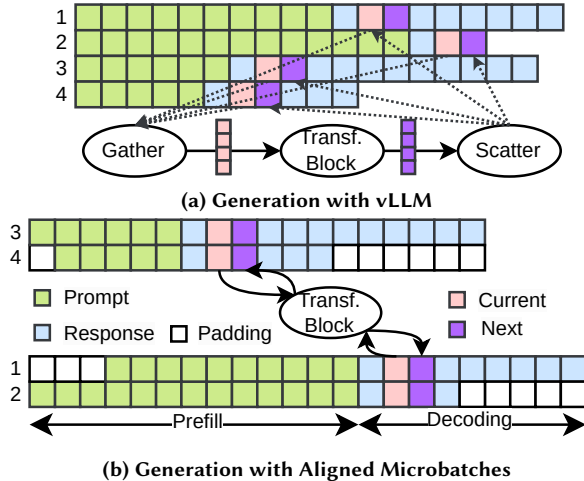 1
2
3
4
Gather
Transf.
Block
Scatter
(a) Generation with vLLM
3
4
Prompt
Response
Padding
Transf.
Block
Current
Next
1
2
Prefill
Decoding
(b) Generation with Aligned Microbatches